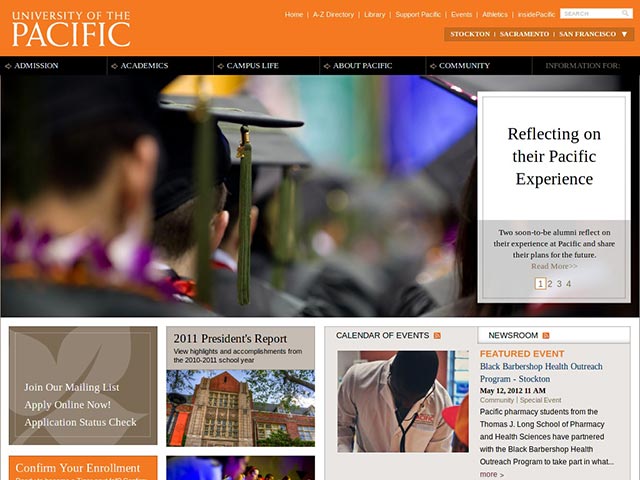 UNIVERSITY OF THE
PACIFIC
Home | A-Z Directory | Library | Support Pacific | Events | Athletics | insidePacific
SEARCH
STOCKTON | SACRAMENTO | SAN FRANCISCO
ADMISSION
ACADEMICS
CAMPUS LIFE
ABOUT PACIFIC
COMMUNITY
INFORMATION FOR:
Reflecting on
their Pacific
Experience
Two soon-to-be alumni reflect on
their experience at Pacific and share
their plans for the future.
Read More>>
1 2 3 4
Join Our Mailing List
Apply Online Now!
Application Status Check
2011 President's Report
View highlights and accomplishments from
the 2010-2011 school year
CALENDAR OF EVENTS
NEWSROOM
FEATURED EVENT
Black Barbershop Health Outreach
Program - Stockton
May 12, 2012 11 AM
Community | Special Event
Pacific pharmacy students from the
Thomas J. Long School of Pharmacy
and Health Sciences have partnered
with the Black Barbershop Health
Outreach Program to take part in what...
more >
Confirm Your Enrollment